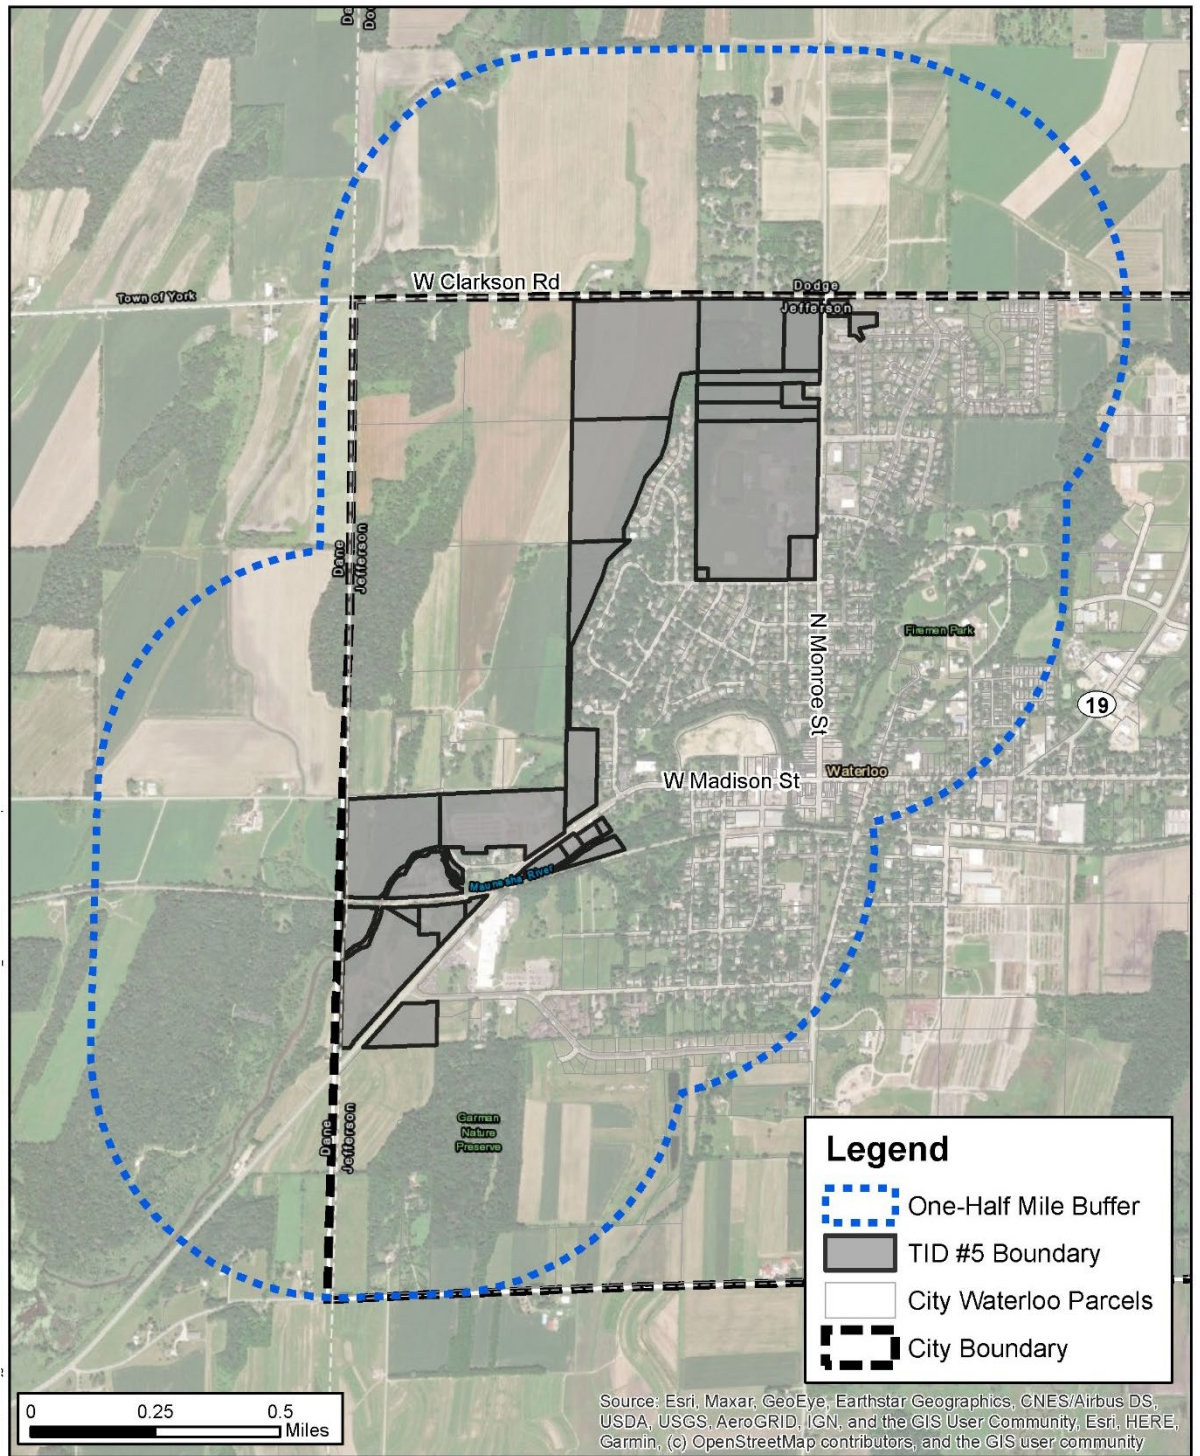 Da
Do
Town of York
W Clarkson Rd
Dodge
Jefferson
Dane
Jefferson
N Monroe St
Firemen Park
19
W Madison St
Waterloo
Maunesha River
Dane
Jefferson
Garman
Nature
Preserve
Legend
One-Half Mile Buffer
TID #5 Boundary
City Waterloo Parcels
City Boundary
0 0.25 0.5
Miles
Source: Esri, Maxar, GeoEye, Earthstar Geographics, CNES/Airbus DS,
USDA, USGS, AeroGRID, IGN, and the GIS User Community, Esri, HERE,
Garmin, (c) OpenStreetMap contributors, and the GIS user community